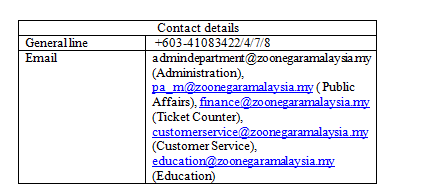 Contact details
General line +603-41083422/4/7/8
Email admindepartment@zoonegaramalaysia.my
(Administration),
pa_m@zoonegaramalaysia.my ( Public
Affairs), finance@zoonegaramalaysia.my
(Ticket Counter),
customerservice@zoonegaramalaysia.my
(Customer Service),
education@zoonegaramalaysia.my
(Education)